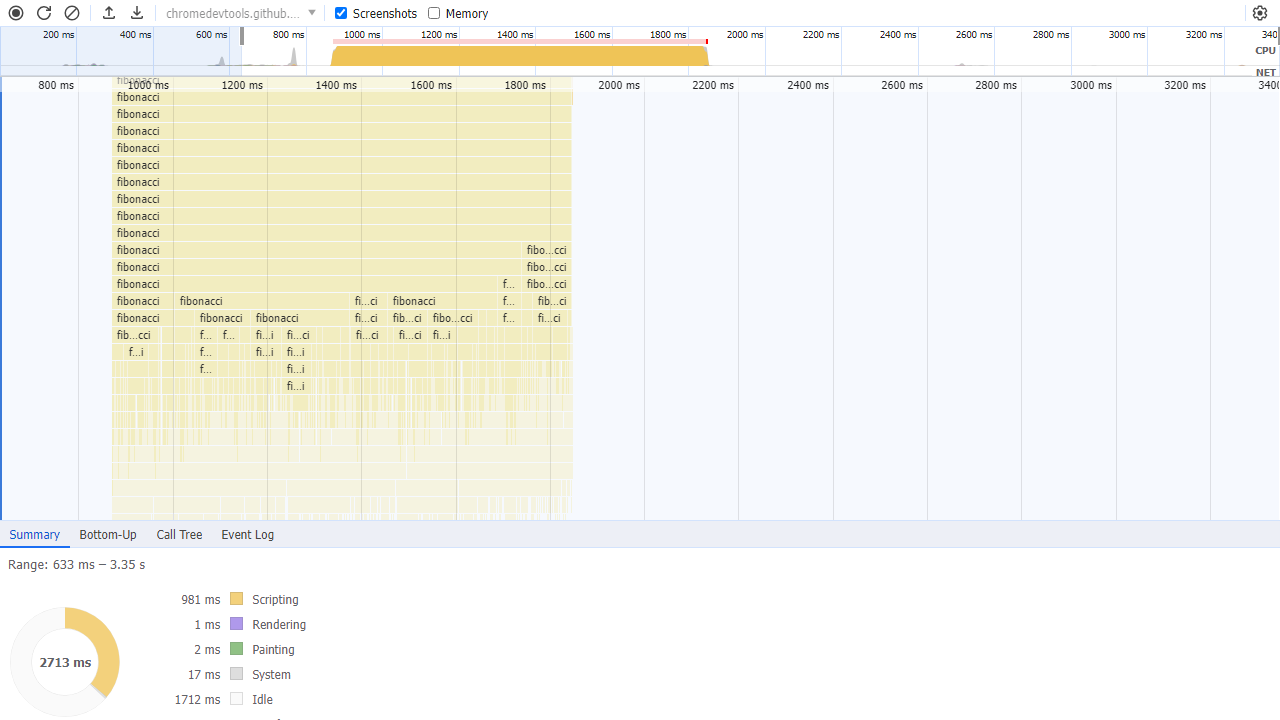 chromedevtools.github.... Screenshots Memory
200 ms 400 ms 600 ms 800 ms 1000 ms 1200 ms 1400 ms 1600 ms 1800 ms 2000 ms 2200 ms 2400 ms 2600 ms 2800 ms 3000 ms 3200 ms 340
CPU
NET
fibonacci
800 ms 1000 ms 1200 ms 1400 ms 1600 ms 1800 ms 2000 ms 2200 ms 2400 ms 2600 ms 2800 ms 3000 ms 3200 ms 3400
fibonacci
fibonacci
fibonacci
fibonacci
fibonacci
fibonacci
fibonacci
fibonacci
fibonacci
fibonacci fibo...cci
fibonacci fibo...cci
fibonacci f... fibo...cci
fibonacci fibonacci fi...ci fibonacci f... fib...ci
fibonacci fibonacci fibonacci fi...ci fib...ci fibo...cci f... fi...ci
fib...cci f... f... fi...i fi...ci fi...ci fi...ci fi...i
f...i f... fi...i fi...i
f... fi...i
fi...i
Summary Bottom-Up Call Tree Event Log
Range: 633 ms – 3.35 s
981 ms Scripting
1 ms Rendering
2 ms Painting
17 ms System
1712 ms Idle
2713 ms